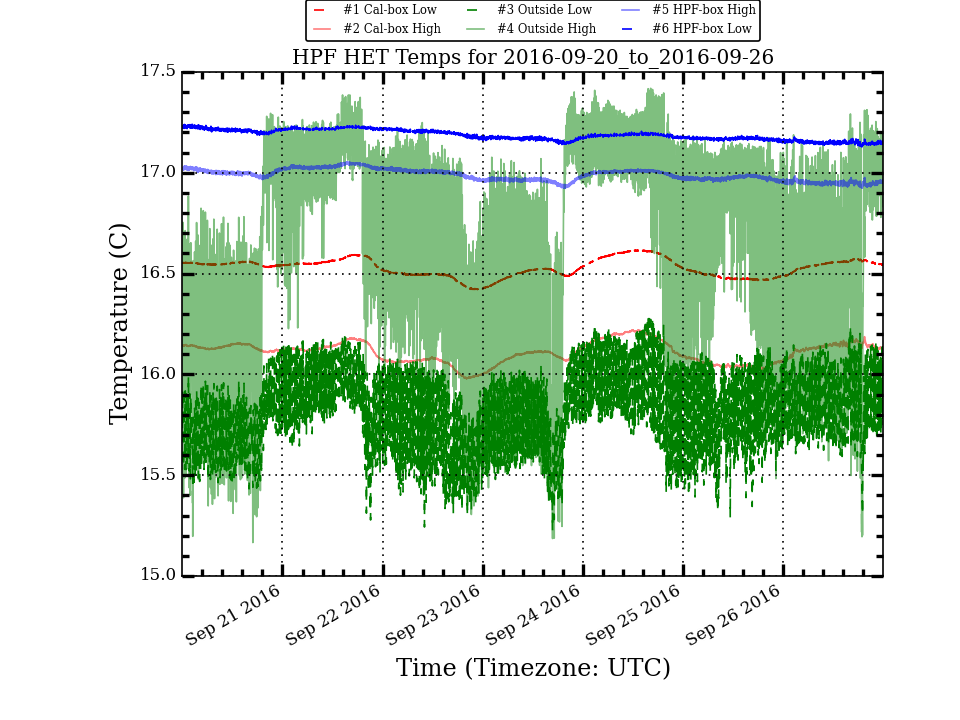 #1 Cal-box Low #3 Outside Low #5 HPF-box High
#2 Cal-box High #4 Outside High #6 HPF-box Low
HPF HET Temps for 2016-09-20_to_2016-09-26
17.5
17.0
16.5
16.0
15.5
15.0
Temperature (C)
Sep 21 2016 Sep 22 2016 Sep 23 2016 Sep 24 2016 Sep 25 2016 Sep 26 2016
Time (Timezone: UTC)